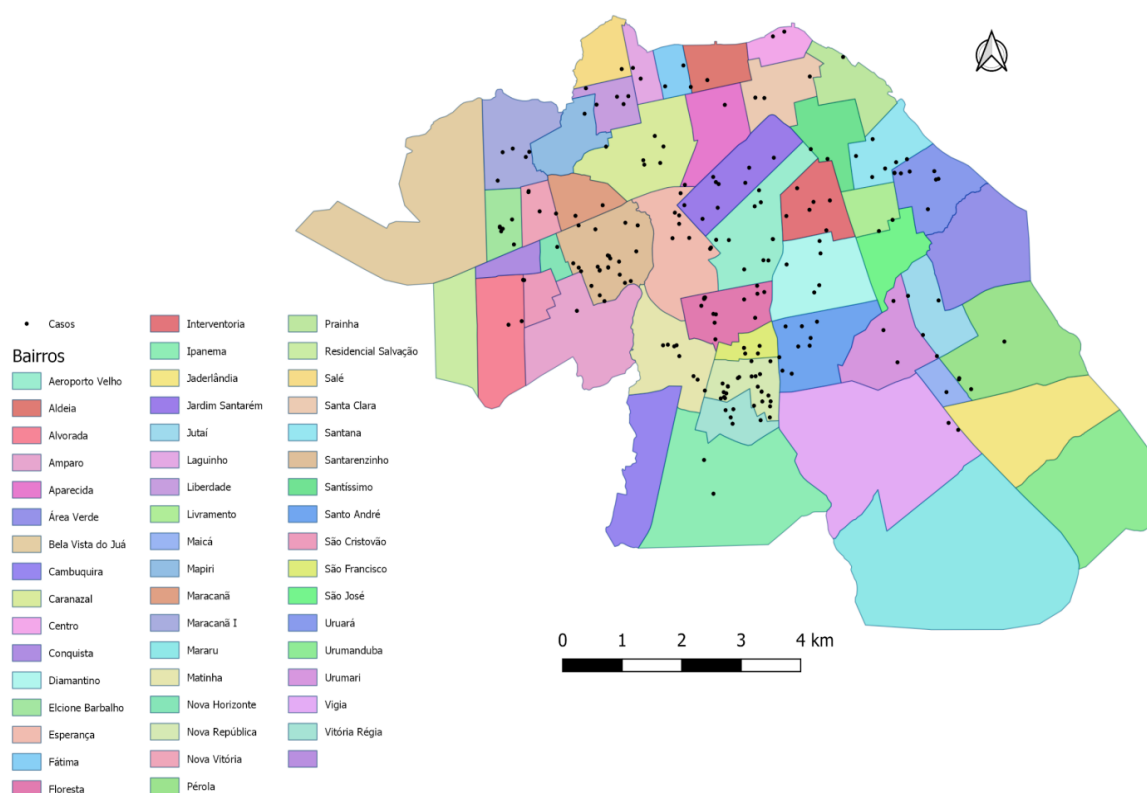 Casos
Bairros
Aeroporto Velho
Aldeia
Alvorada
Amparo
Aparecida
Área Verde
Bela Vista do Juá
Cambuquira
Caranazal
Centro
Conquista
Diamantino
Elcione Barbalho
Esperança
Fátima
Floresta
Interventoria
Ipanema
Jaderlândia
Jardim Santarém
Jutaí
Laguinho
Liberdade
Livramento
Maicá
Mapiri
Maracanã
Maracanã I
Mararu
Matinha
Nova Horizonte
Nova República
Nova Vitória
Pérola
Prainha
Residencial Salvação
Salé
Santa Clara
Santana
Santarenzinho
Santíssimo
Santo André
São Cristovão
São Francisco
São José
Uruará
Urumanduba
Urumari
Vigia
Vitória Régia
0 1 2 3 4 km